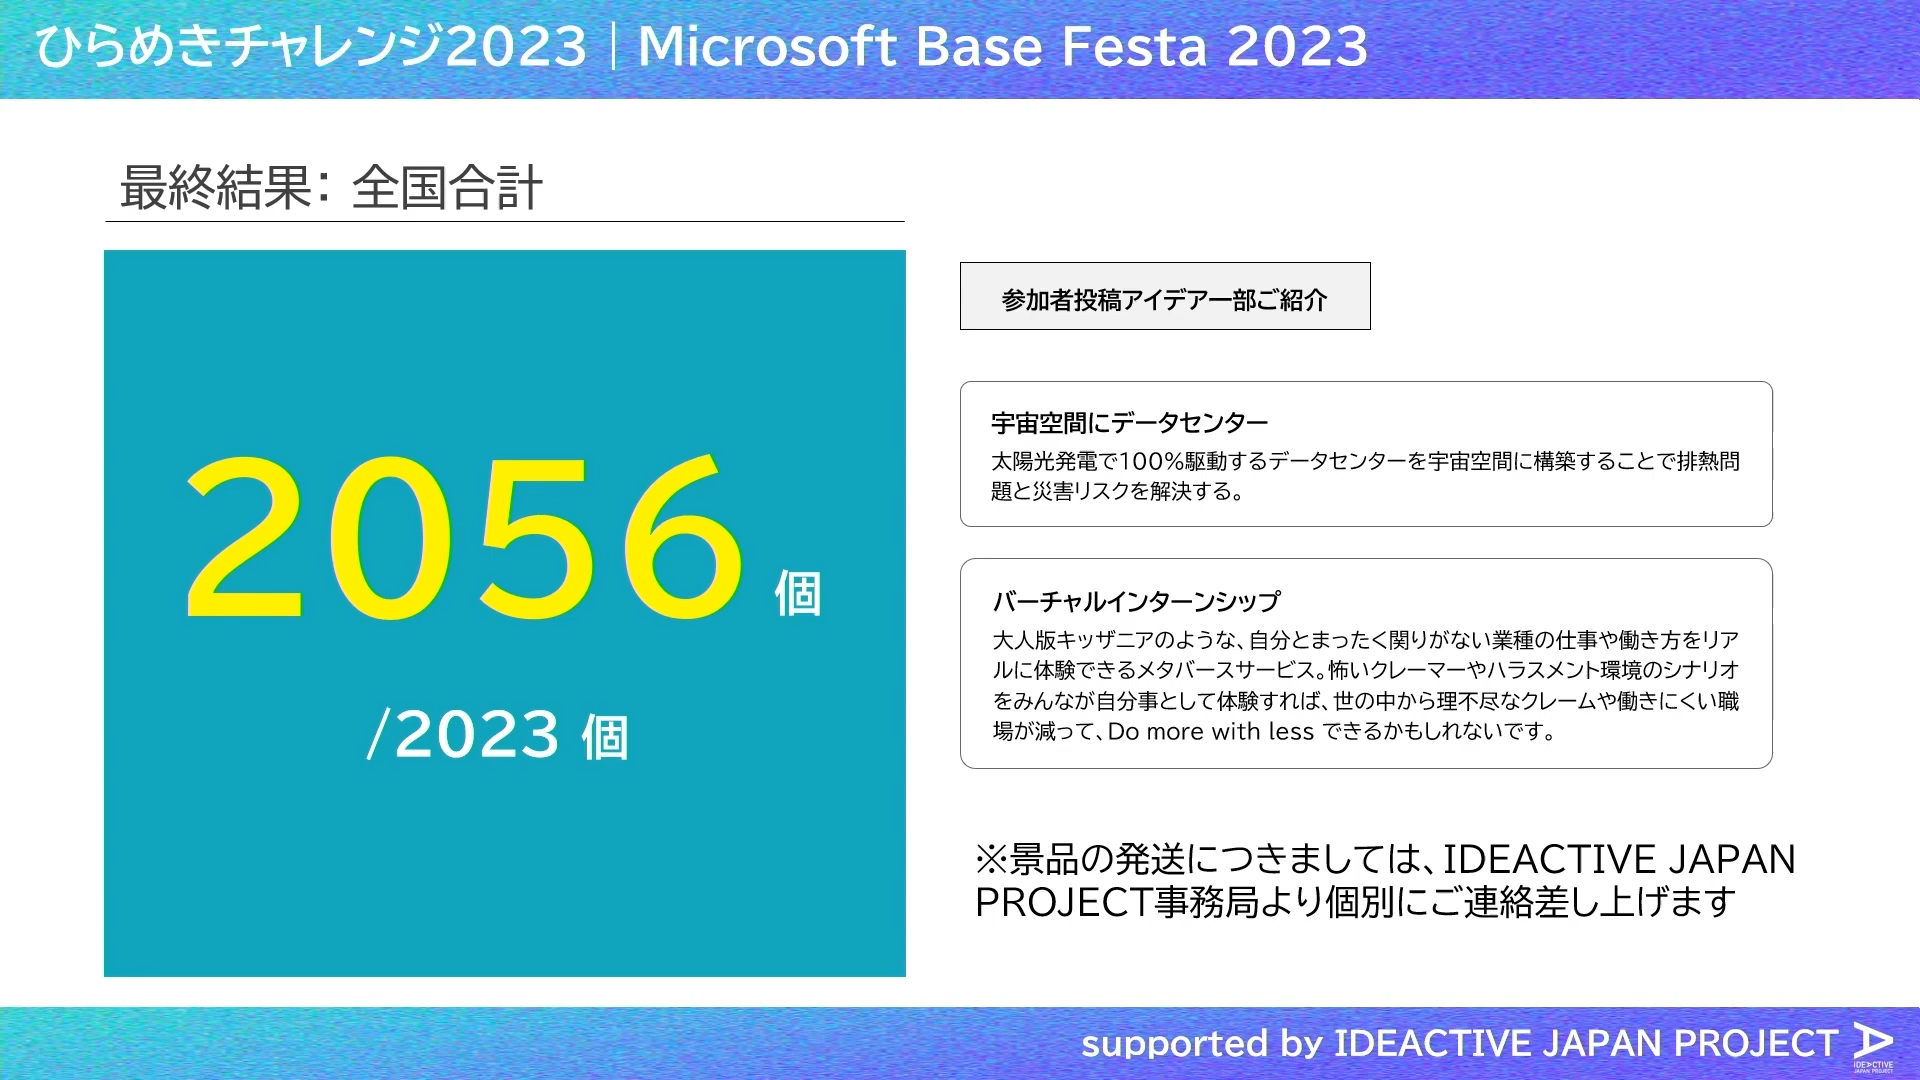 ひらめきチャレンジ2023｜Microsoft Base Festa 2023
最終結果：全国合計
2056 個
/2023 個
参加者投稿アイデア一部ご紹介
宇宙空間にデータセンター
太陽光発電で100%駆動するデータセンターを宇宙空間に構築することで排熱問
題と災害リスクを解決する。
バーチャルインターンシップ
大人版キッザニアのような、自分とまったく関りがない業種の仕事や働き方をリア
ルに体験できるメタバースサービス。怖いクレーマーやハラスメント環境のシナリオ
をみんなが自分事として体験すれば、世の中から理不尽なクレームや働きにくい職
場が減って、Do more with less できるかもしれないです。
※景品の発送につきましては、IDEACTIVE JAPAN
PROJECT事務局より個別にご連絡差し上げます
supported by IDEACTIVE JAPAN PROJECT
IDEACTIVE
JAPAN PROJECT